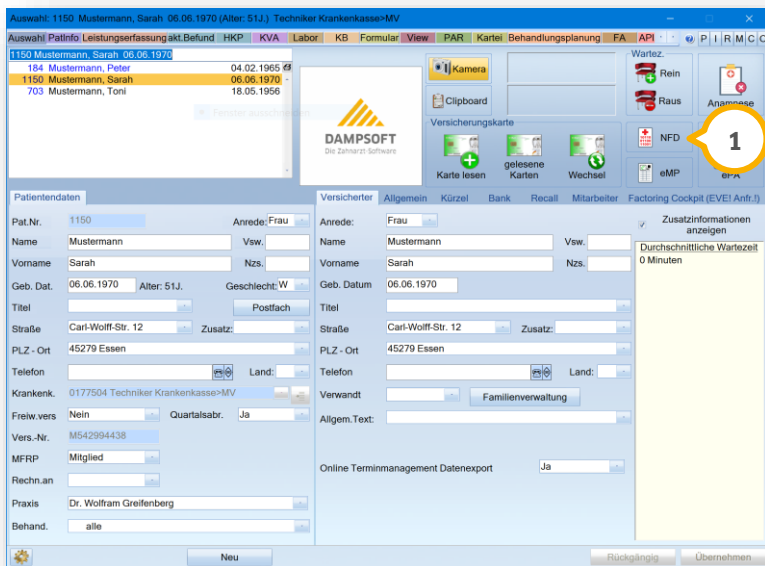 Auswahl: 1150 Mustermann, Sarah 06.06.1970 (Alter: 51J.) Techniker Krankenkasse>MV
Auswahl PatInfo Leistungserfassung akt.Befund HKP KVA Labor KB Formular View PAR Kartei Behandlungsplanung FA API P I R M C C
1150 Mustermann, Sarah 06.06.1970
184 Mustermann, Peter 04.02.1965
1150 Mustermann, Sarah 06.06.1970
703 Mustermann, Toni 18.05.1956
Fenster ausschneiden
DAMPSOFT
Die Zahnarzt-Software
Kamera
Clipboard
Versicherungskarte
Karte lesen
gelesene
Karten
Wechsel
Wartez.
Rein
Raus
Anamnese
NFD
eMP
ePA
1
Patientendaten
Pat.Nr. 1150 Anrede: Frau
Name Mustermann Vsw.
Vorname Sarah Nzs.
Geb. Dat. 06.06.1970 Alter: 51J. Geschlecht: W
Titel Postfach
Straße Carl-Wolff-Str. 12 Zusatz:
PLZ - Ort 45279 Essen
Telefon Land:
Krankenk. 0177504 Techniker Krankenkasse>MV
Freiw.vers Nein Quartalsabr. Ja
Vers.-Nr. M542994438
MFRP Mitglied
Rechn.an
Praxis Dr. Wolfram Greifenberg
Behand. alle
Versicherter Allgemein Kürzel Bank Recall Mitarbeiter Factoring Cockpit (EVE! Anfr.!)
Anrede: Frau
Name Mustermann Vsw.
Vorname Sarah Nzs.
Geb. Datum 06.06.1970
Titel
Straße Carl-Wolff-Str. 12 Zusatz:
PLZ - Ort 45279 Essen
Telefon Land:
Verwandt Familienverwaltung
Allgem.Text:
Online Terminmanagement Datenexport Ja
Zusatzinformationen
anzeigen
Durchschnittliche Wartezeit
0 Minuten
Neu
Rückgängig
Übernehmen